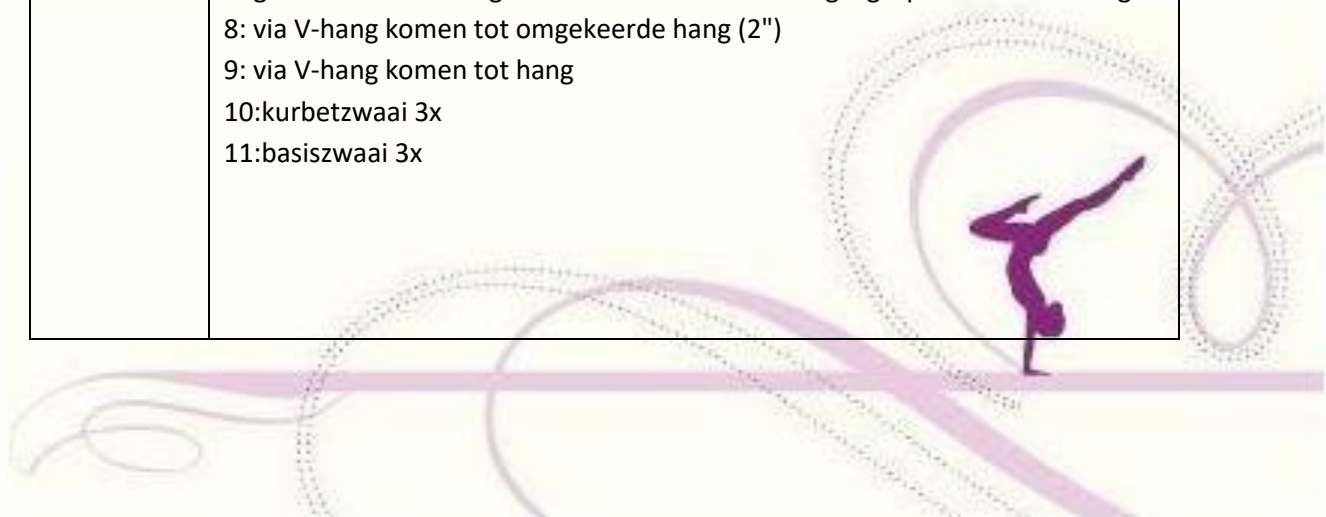 8: via V-hang komen tot omgekeerde hang (2")
9: via V-hang komen tot hang
10:kurbetzwaai 3x
11:basiszwaai 3x